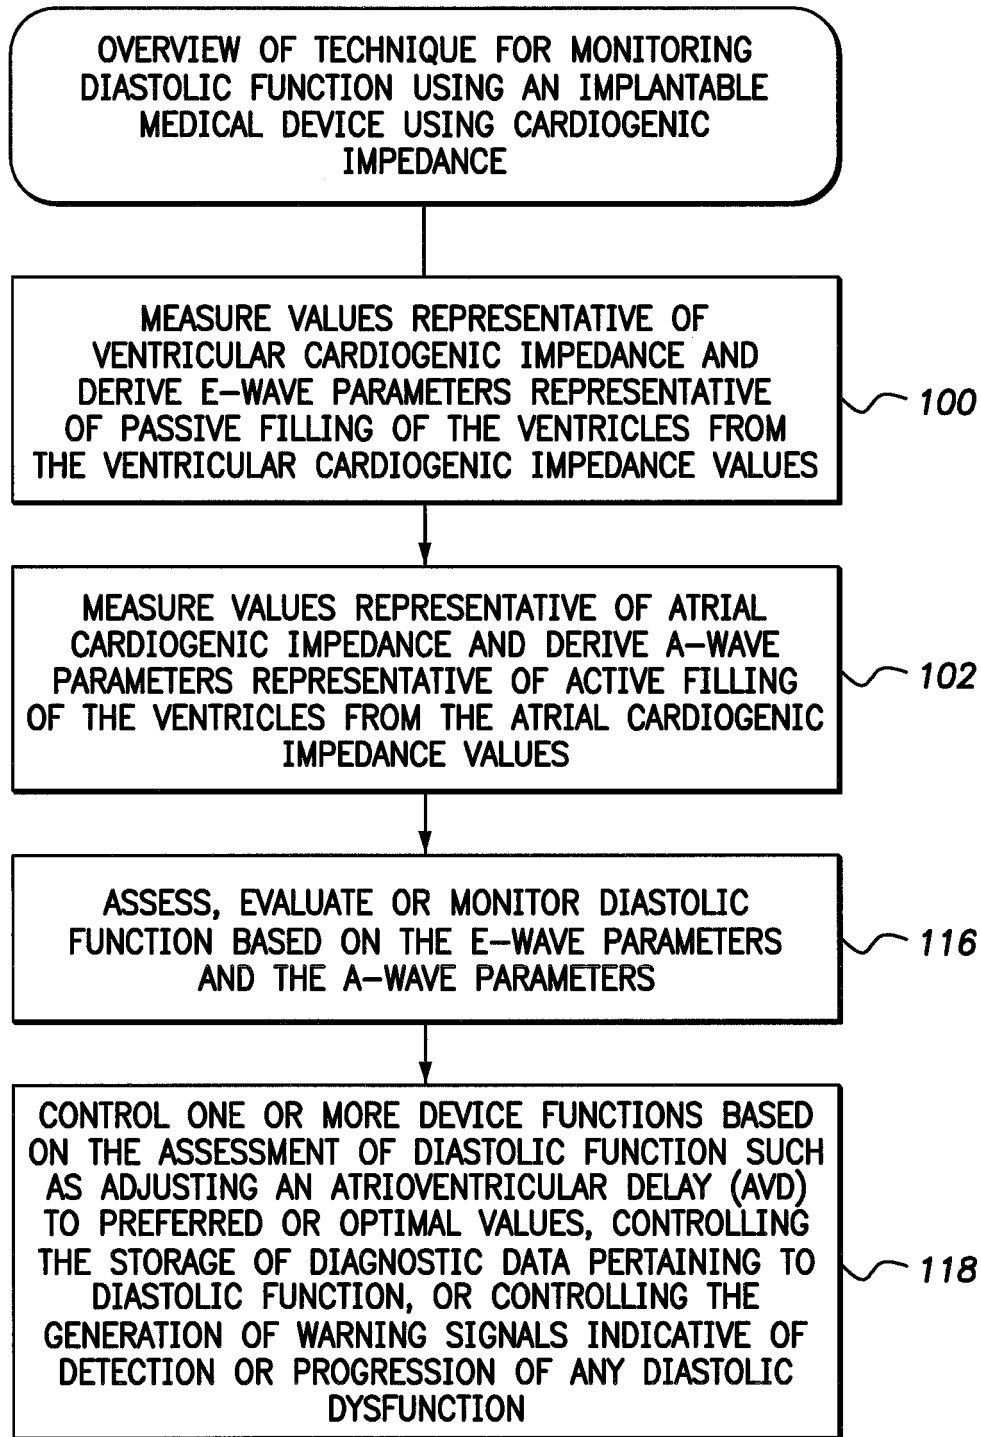 OVERVIEW OF TECHNIQUE FOR MONITORING
DIASTOLIC FUNCTION USING AN IMPLANTABLE
MEDICAL DEVICE USING CARDIOGENIC
IMPEDANCE
MEASURE VALUES REPRESENTATIVE OF
VENTRICULAR CARDIOGENIC IMPEDANCE AND
DERIVE E-WAVE PARAMETERS REPRESENTATIVE
OF PASSIVE FILLING OF THE VENTRICLES FROM
THE VENTRICULAR CARDIOGENIC IMPEDANCE VALUES
100
MEASURE VALUES REPRESENTATIVE OF ATRIAL
CARDIOGENIC IMPEDANCE AND DERIVE A-WAVE
PARAMETERS REPRESENTATIVE OF ACTIVE FILLING
OF THE VENTRICLES FROM THE ATRIAL CARDIOGENIC
IMPEDANCE VALUES
102
ASSESS, EVALUATE OR MONITOR DIASTOLIC
FUNCTION BASED ON THE E-WAVE PARAMETERS
AND THE A-WAVE PARAMETERS
116
CONTROL ONE OR MORE DEVICE FUNCTIONS BASED
ON THE ASSESSMENT OF DIASTOLIC FUNCTION SUCH
AS ADJUSTING AN ATRIOVENTRICULAR DELAY (AVD)
TO PREFERRED OR OPTIMAL VALUES, CONTROLLING
THE STORAGE OF DIAGNOSTIC DATA PERTAINING TO
DIASTOLIC FUNCTION, OR CONTROLLING THE
GENERATION OF WARNING SIGNALS INDICATIVE OF
DETECTION OR PROGRESSION OF ANY DIASTOLIC
DYSFUNCTION
118